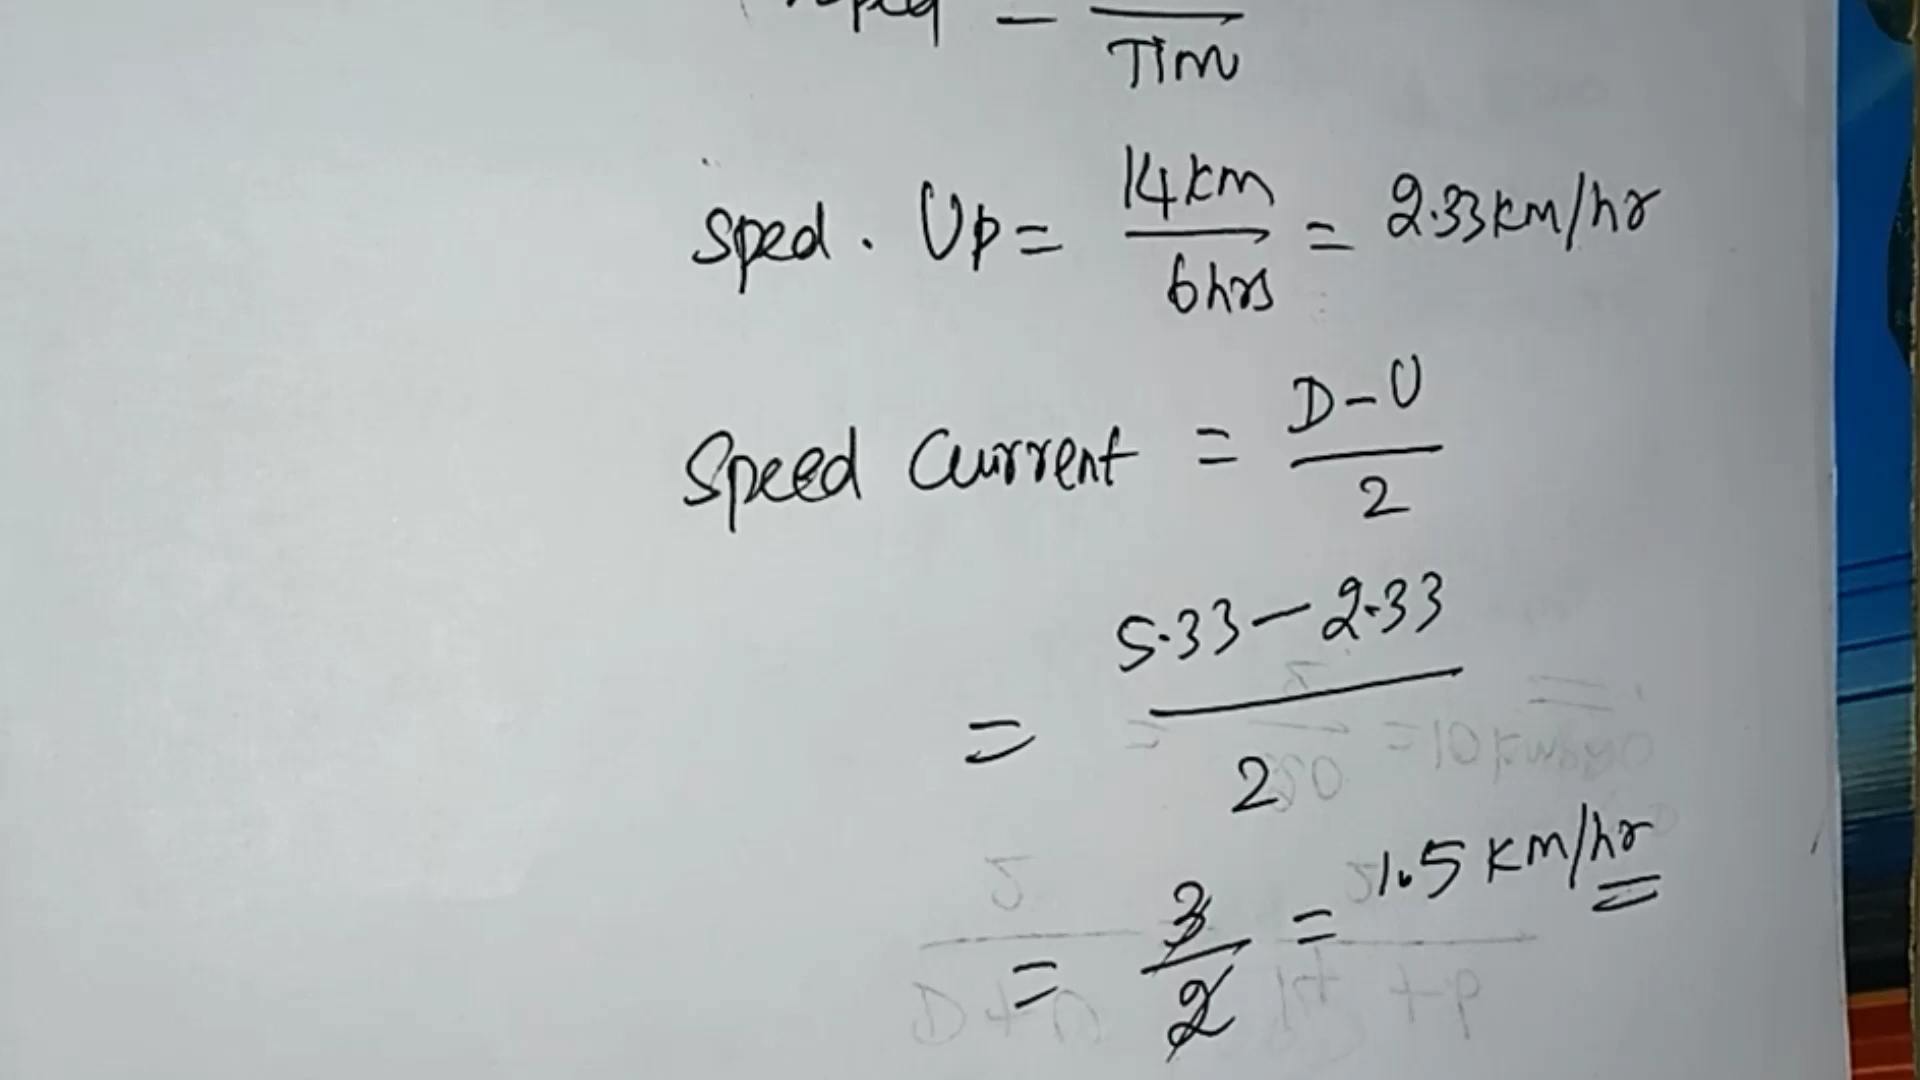 Tim
Sped. Up = 14km / 6hrs = 2.33km/hr
Speed Current = D-U / 2
= 5.33-2.33 / 2
= 3 / 2 = 1.5 km/hr